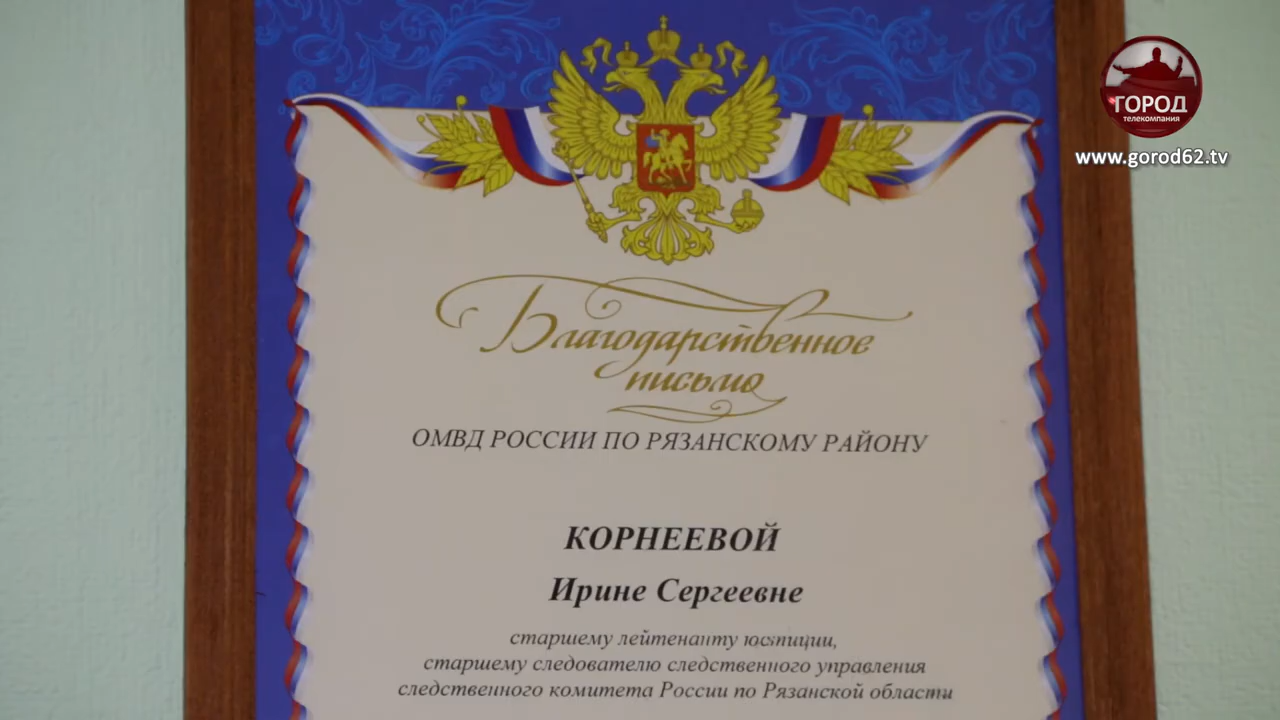 ГОРОД
телекомпания
www.gorod62.tv
Благодарственное
письмо
ОМВД РОССИИ ПО РЯЗАНСКОМУ РАЙОНУ
КОРНЕЕВОЙ
Ирине Сергеевне
старшему лейтенанту юстиции,
старшему следователю следственного управления
следственного комитета России по Рязанской области